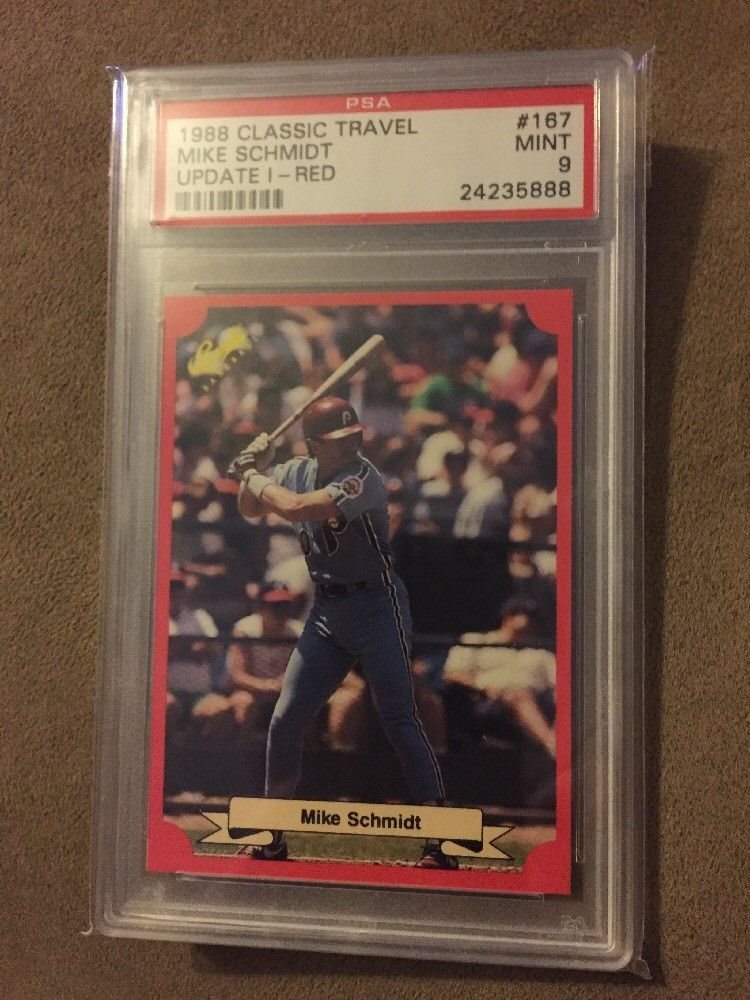 PSA
1988 CLASSIC TRAVEL #167
MIKE SCHMIDT MINT
UPDATE I - RED 9
24235888
P
P
Mike Schmidt